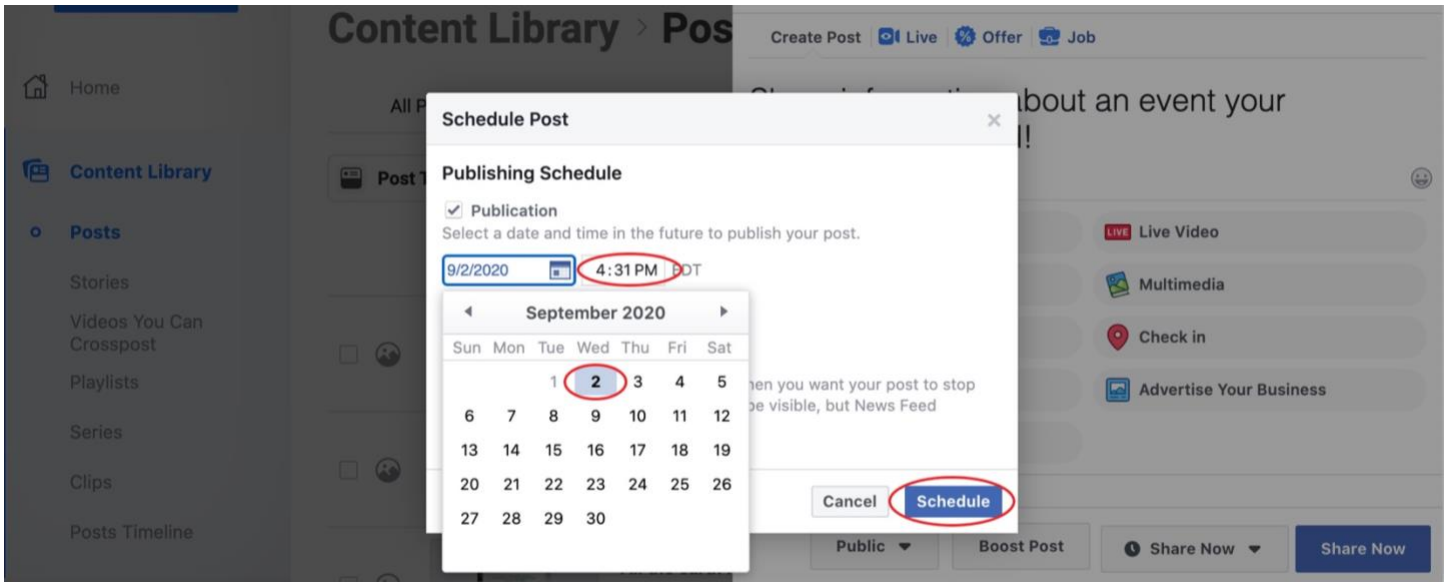 Content Library > Pos
Create Post
Live
Offer
Job
Home
All P
about an event your
Schedule Post
Content Library
Post T
Publishing Schedule
Publication
Select a date and time in the future to publish your post.
Posts
Live Video
9/2/2020
4:31 PM
EDT
Stories
Multimedia
September 2020
Videos You Can
Crosspost
Check in
Sun Mon Tue Wed Thu Fri Sat
Playlists
1 2 3 4 5
hen you want your post to stop
be visible, but News Feed
Advertise Your Business
6 7 8 9 10 11 12
Series
13 14 15 16 17 18 19
Clips
20 21 22 23 24 25 26
Cancel
Schedule
27 28 29 30
Posts Timeline
Public
Boost Post
Share Now
Share Now